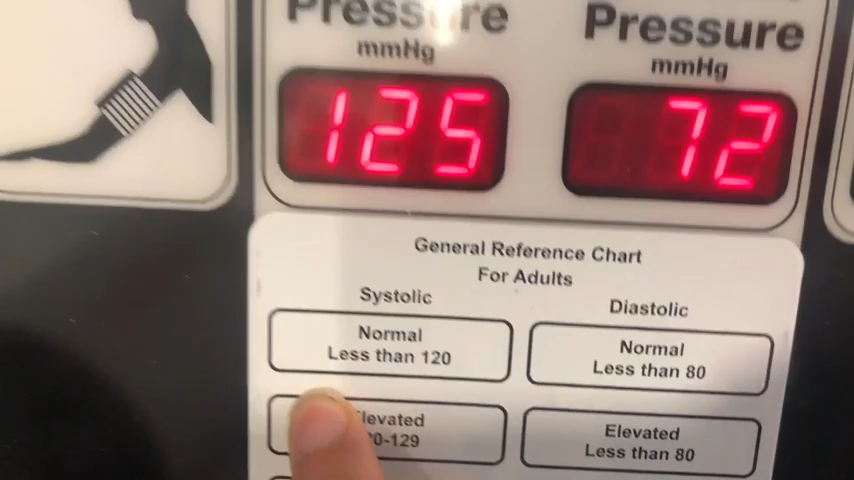 Pressure
Pressure
mmHg
mmHg
125
72
General Reference Chart
For Adults
Systolic
Diastolic
Normal
Less than 120
Normal
Less than 80
Elevated
Less than 80